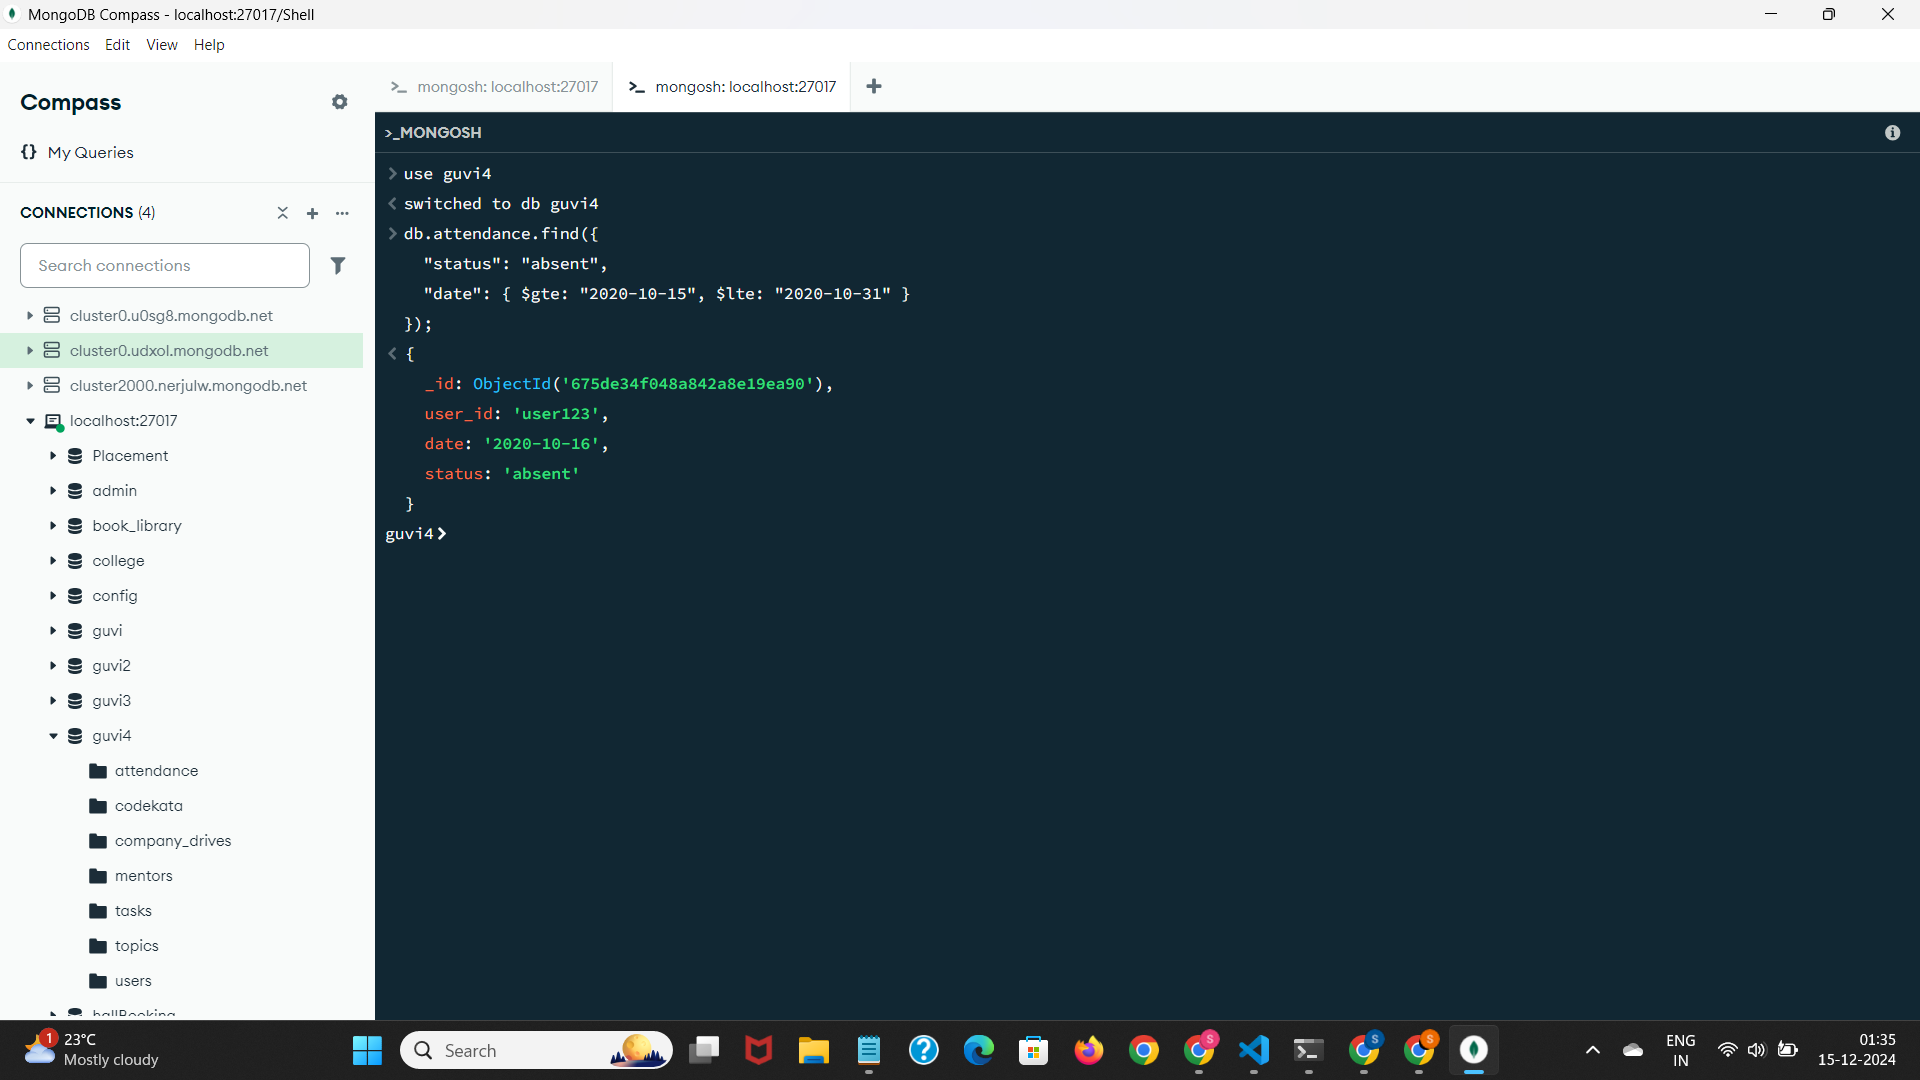 MongoDB Compass - localhost:27017/Shell
Connections Edit View Help
Compass
{} My Queries
CONNECTIONS (4)
Search connections
cluster0.u0sg8.mongodb.net
cluster0.udxol.mongodb.net
cluster2000.nerjulw.mongodb.net
localhost:27017
Placement
admin
book_library
college
config
guvi
guvi2
guvi3
guvi4
attendance
codekata
company_drives
mentors
tasks
topics
users
hallBooking
>_ mongosh: localhost:27017 >_ mongosh: localhost:27017 +
>_MONGOSH
> use guvi4
< switched to db guvi4
> db.attendance.find({
"status": "absent",
"date": { $gte: "2020-10-15", $lte: "2020-10-31" }
});
< {
_id: ObjectId('675de34f048a842a8e19ea90'),
user_id: 'user123',
date: '2020-10-16',
status: 'absent'
}
guvi4>
1
23°C
Mostly cloudy
Search
S
S
S
ENG
IN
01:35
15-12-2024